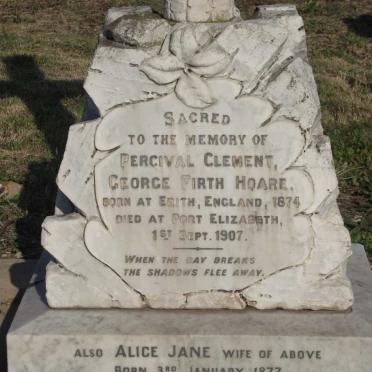 SACRED
TO THE MEMORY OF
PERCIVAL CLEMENT,
GEORGE FIRTH HOARE.
BORN AT ERITH, ENGLAND, 1874
DIED AT PORT ELIZABETH,
1ST SEPT. 1907.
WHEN THE DAY BREAKS
THE SHADOWS FLEE AWAY.
ALSO ALICE JANE WIFE OF ABOVE
BORN 3RD JANUARY 1877